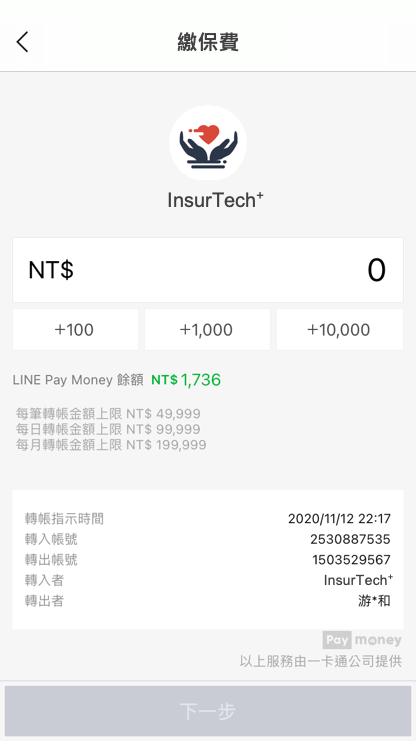 繳保費
InsurTech+
NT$ 0
+100 +1,000 +10,000
LINE Pay Money 餘額 NT$ 1,736
每筆轉帳金額上限 NT$ 49,999
每日轉帳金額上限 NT$ 99,999
每月轉帳金額上限 NT$ 199,999
轉帳指示時間 2020/11/12 22:17
轉入帳號 2530887535
轉出帳號 1503529567
轉入者 InsurTech+
轉出者 游*和
Pay money
以上服務由一卡通公司提供
下一步